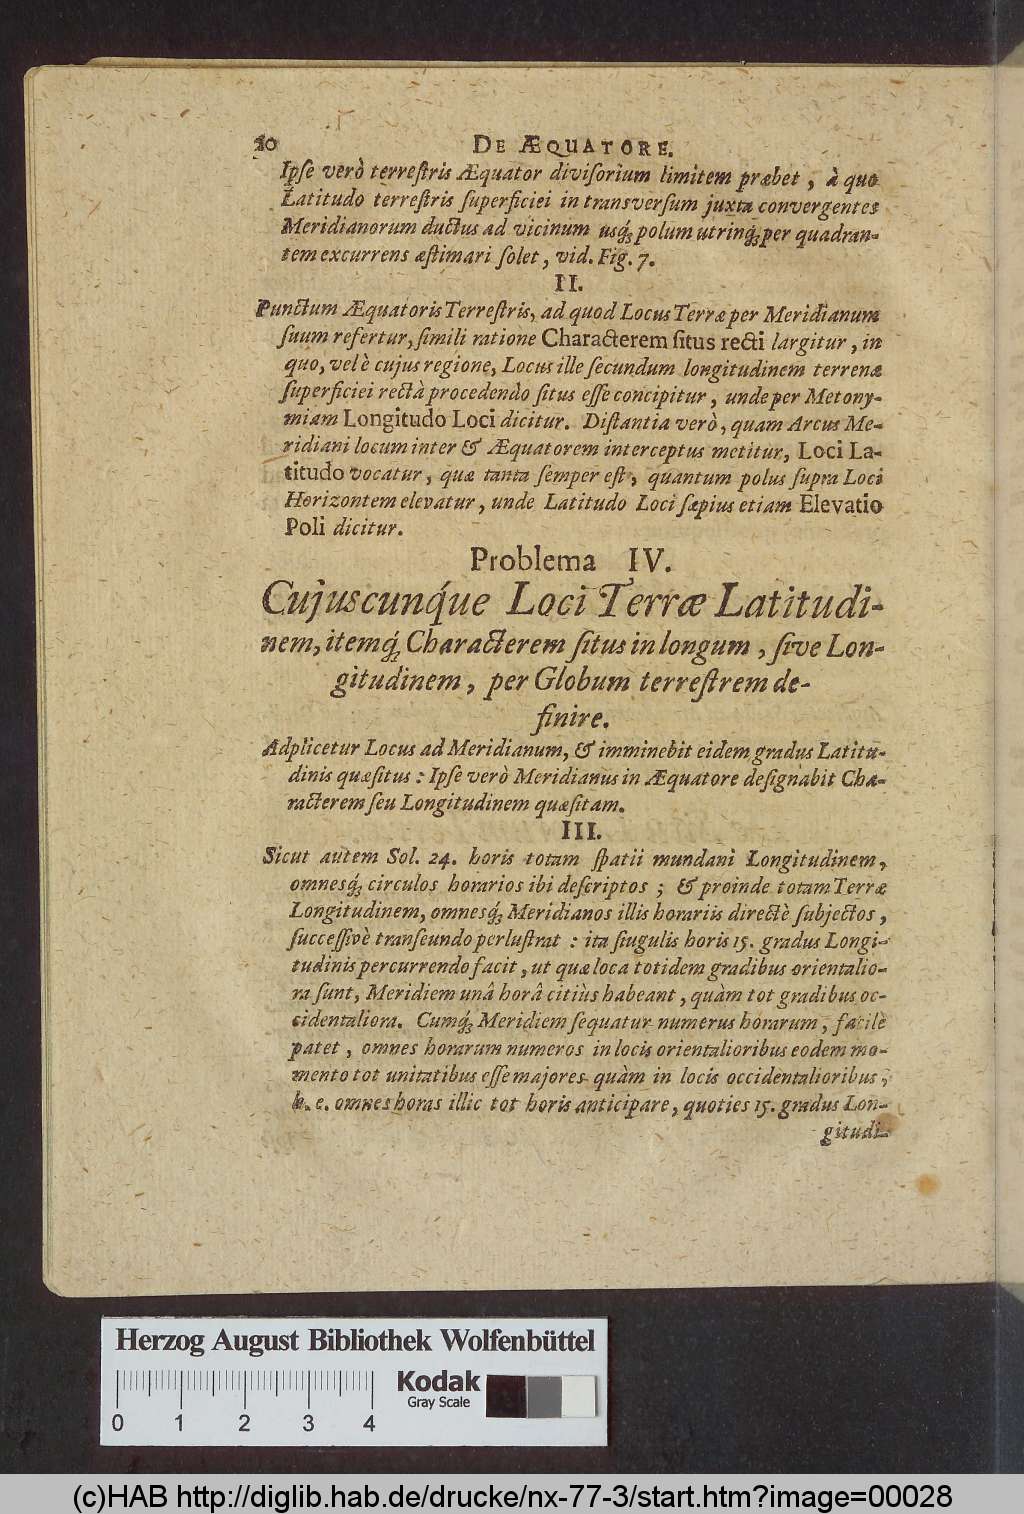 20 DE ÆQUATORE.
Ipſe verò terreſtris Æquator diviſorium limitem præbet, à quo
Latitudo terreſtris ſuperficiei in transverſum juxta convergentes
Meridianorum ductus ad vicinum usq́; polum utrinq́; per quadran-
tem excurrens æſtimari ſolet, vid. Fig. 7.
II.
Punctum Æquatoris Terreſtris, ad quod Locus Terræ per Meridianum
ſuum refertur, ſimili ratione Characterem ſitus recti largitur, in
quo, vel è cujus regione, Locus ille ſecundum longitudinem terrenæ
ſuperficiei rectà procedendo ſitus eſſe concipitur, unde per Metony-
miam Longitudo Loci dicitur. Diſtantia verò, quam Arcus Me-
ridiani locum inter & Æquatorem interceptus metitur, Loci La-
titudo vocatur, quæ tanta ſemper eſt, quantum polus ſupra Loci
Horizontem elevatur, unde Latitudo Loci ſæpius etiam Elevatio
Poli dicitur.
Problema IV.
Cujuscunq́ue Loci Terræ Latitudi-
nem, itemq́; Characterem ſitus in longum, ſive Lon-
gitudinem, per Globum terreſtrem de-
finire.
Adplicetur Locus ad Meridianum, & imminebit eidem gradus Latitu-
dinis quæſitus: Ipſe verò Meridianus in Æquatore deſignabit Cha-
racterem ſeu Longitudinem quæſitam.
III.
Sicut autem Sol. 24. horis totam ſpatii mundani Longitudinem,
omnesq́; circulos horarios ibi deſcriptos; & proinde totam Terræ
Longitudinem, omnesq́; Meridianos illis horariis directè ſubjectos,
ſucceſſivè transeundo perluſtrat: ita ſiugulis horis 15. gradus Longi-
tudinis percurrendo facit, ut quæ loca totidem gradibus orientalio-
ra ſunt, Meridiem unâ horâ citiùs habeant, quàm tot gradibus oc-
cidentaliora. Cumq́; Meridiem ſequatur numerus horarum, facilè
patet, omnes horarum numeros in locis orientalioribus eodem mo-
mento tot unitatibus eſſe majores quàm in locis occidentalioribus,
h. e. omnes horas illic tot horis anticipare, quoties 15. gradus Lon-
gitudi-
Herzog August Bibliothek Wolfenbüttel
Kodak
Gray Scale
0 1 2 3 4
(c)HAB http://diglib.hab.de/drucke/nx-77-3/start.htm?image=00028